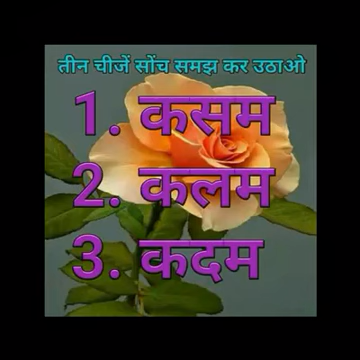 तीन चीजें सोंच समझ कर उठाओ
1. कसम
2. कलम
3. कदम